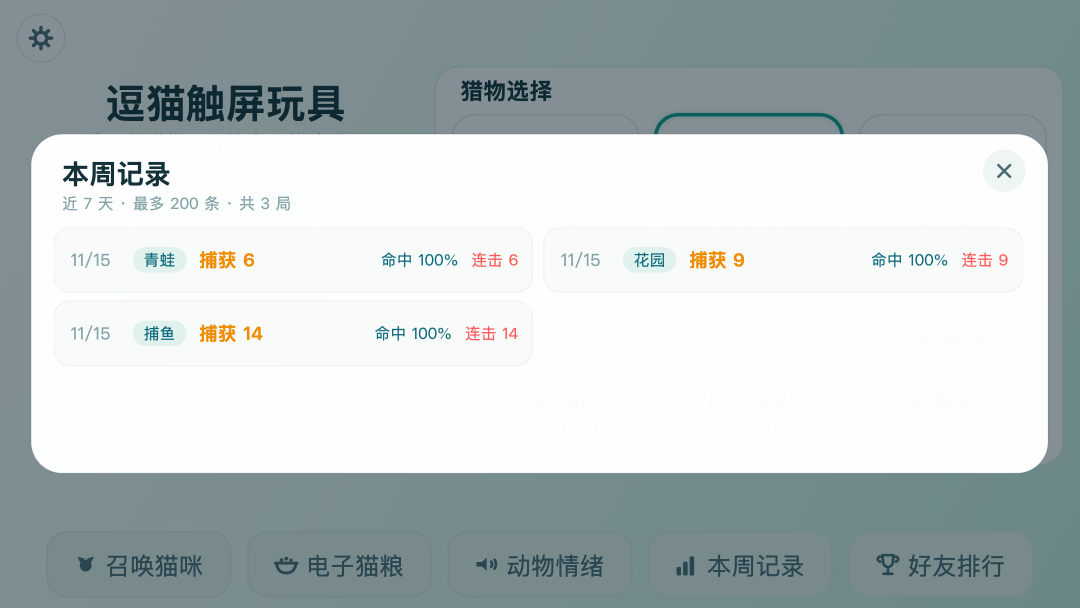 逗猫触屏玩具
猎物选择
本周记录
近 7 天 · 最多 200 条 · 共 3 局
11/15 青蛙 捕获 6 命中 100% 连击 6
11/15 花园 捕获 9 命中 100% 连击 9
11/15 捕鱼 捕获 14 命中 100% 连击 14
召唤猫咪
电子猫粮
动物情绪
本周记录
好友排行